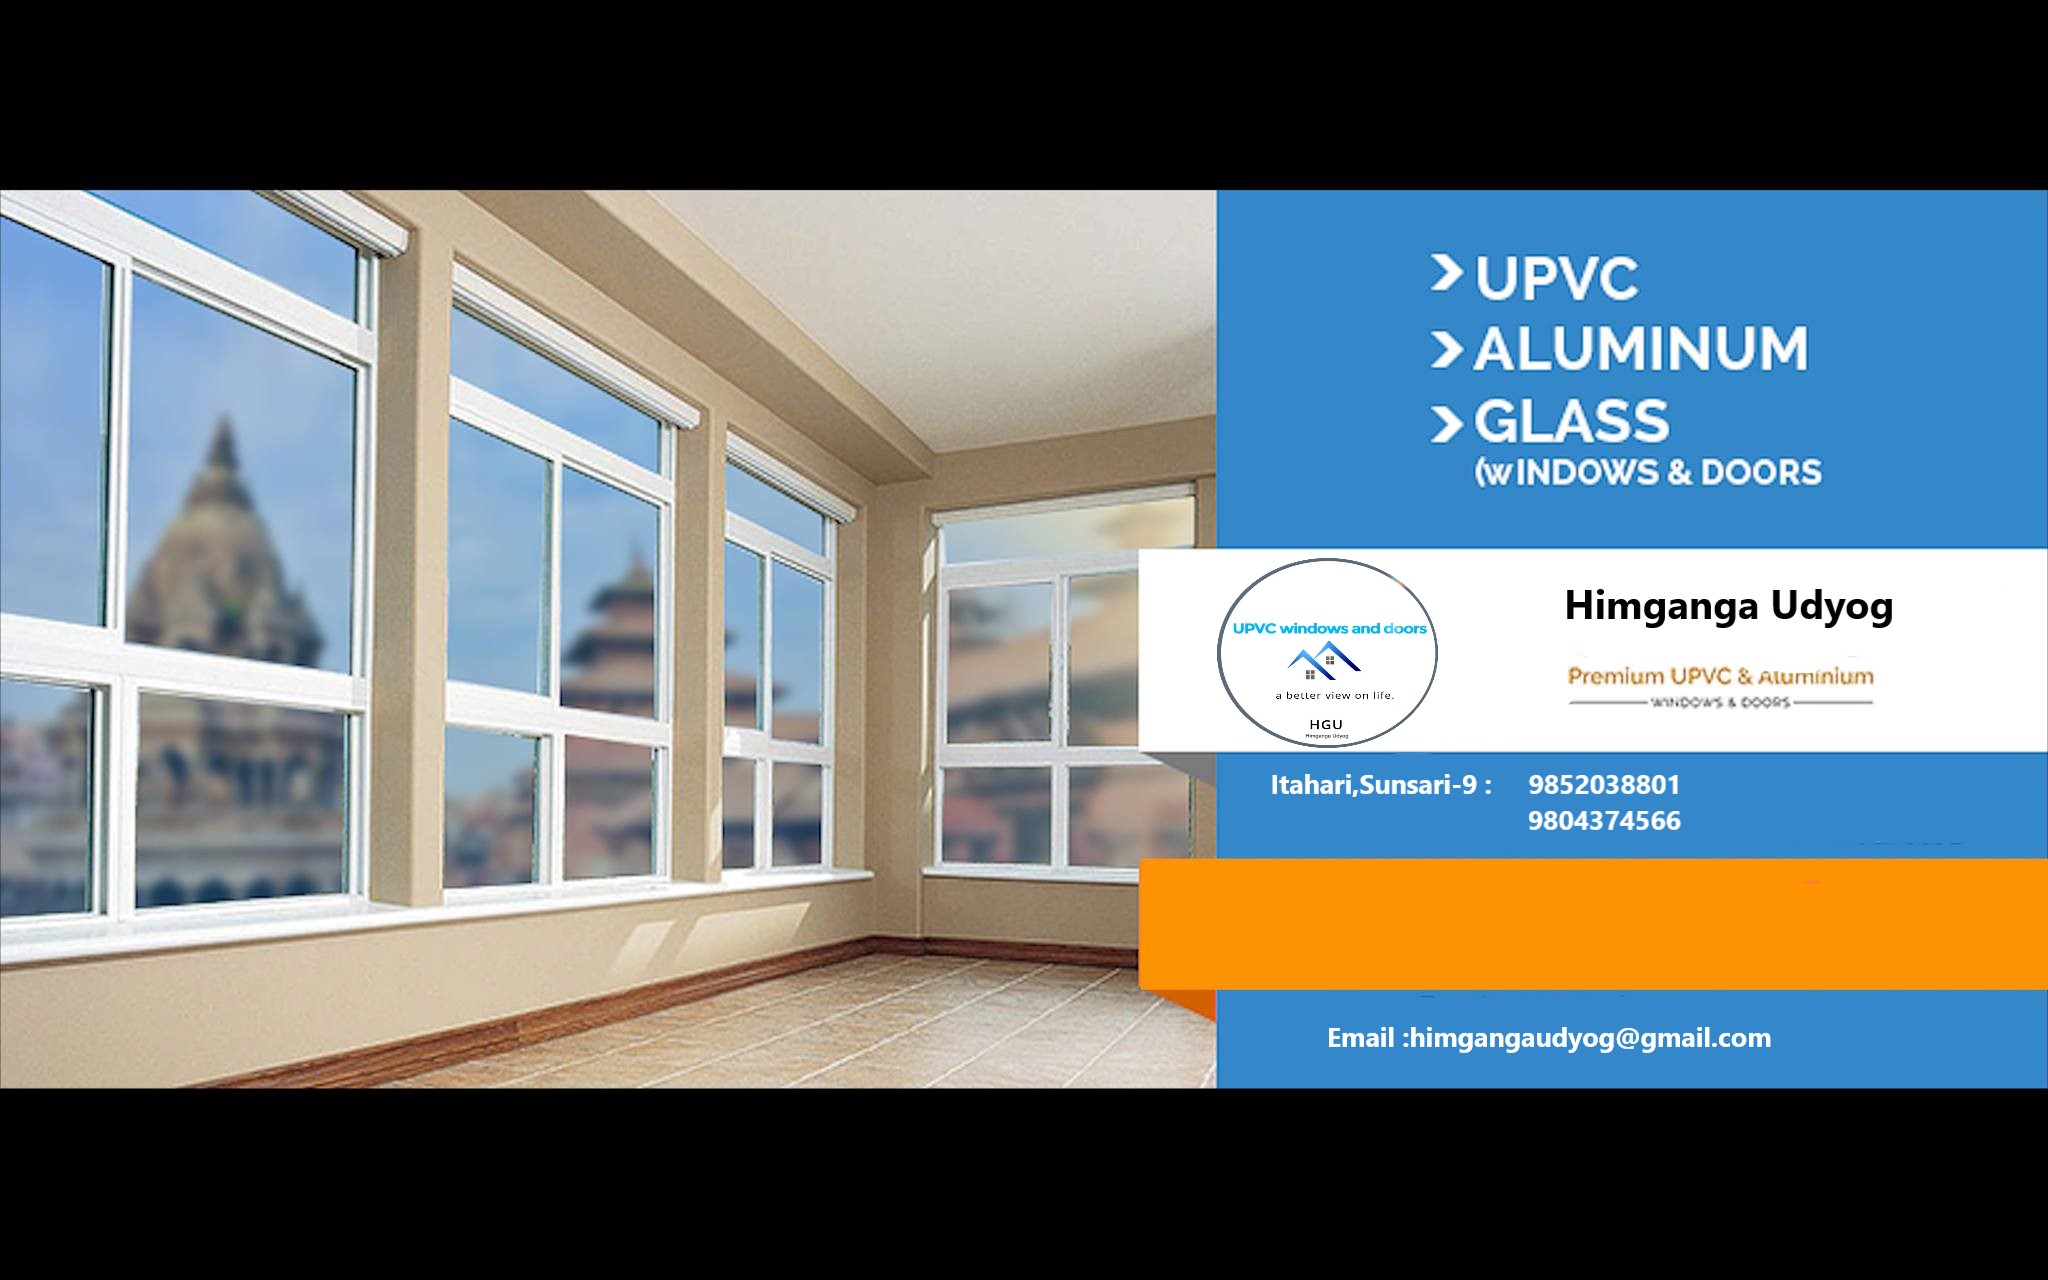 UPVC
ALUMINUM
GLASS
(wINDOWS & DOORS
UPVC windows and doors
a better view on life.
HGU
Himganga Udyog
Himganga Udyog
Premium UPVC & Aluminium
WINDOWS & DOORS
Itahari,Sunsari-9 : 9852038801
9804374566
Email :himgangaudyog@gmail.com